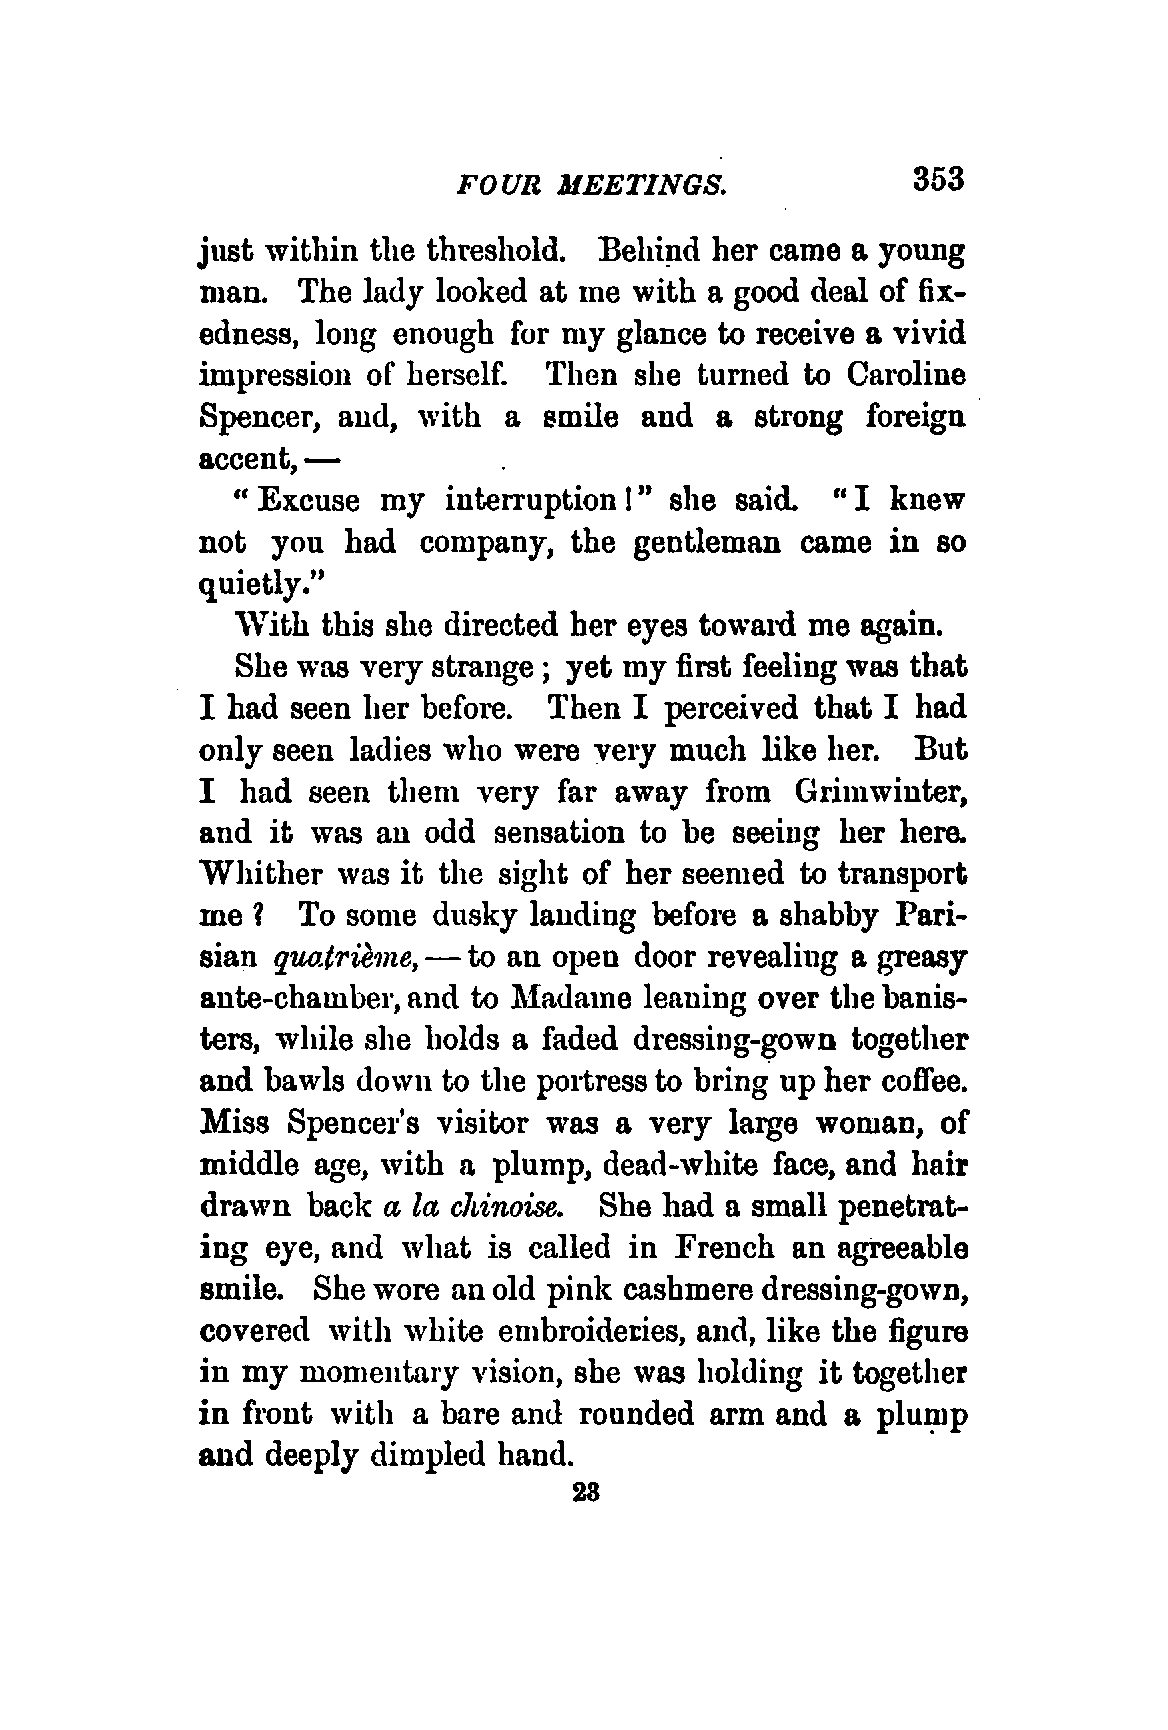 FOUR MEETINGS. 353
just within the threshold. Behind her came a young
man. The lady looked at me with a good deal of fix-
edness, long enough for my glance to receive a vivid
impression of herself. Then she turned to Caroline
Spencer, and, with a smile and a strong foreign
accent,—
“Excuse my interruption!” she said. “I knew
not you had company, the gentleman came in so
quietly.”
With this she directed her eyes toward me again.
She was very strange; yet my first feeling was that
I had seen her before. Then I perceived that I had
only seen ladies who were very much like her. But
I had seen them very far away from Grimwinter,
and it was an odd sensation to be seeing her here.
Whither was it the sight of her seemed to transport
me? To some dusky landing before a shabby Pari-
sian quatrième,—to an open door revealing a greasy
ante-chamber, and to Madame leaning over the banis-
ters, while she holds a faded dressing-gown together
and bawls down to the portress to bring up her coffee.
Miss Spencer's visitor was a very large woman, of
middle age, with a plump, dead-white face, and hair
drawn back a la chinoise. She had a small penetrat-
ing eye, and what is called in French an agreeable
smile. She wore an old pink cashmere dressing-gown,
covered with white embroideries, and, like the figure
in my momentary vision, she was holding it together
in front with a bare and rounded arm and a plump
and deeply dimpled hand.
23